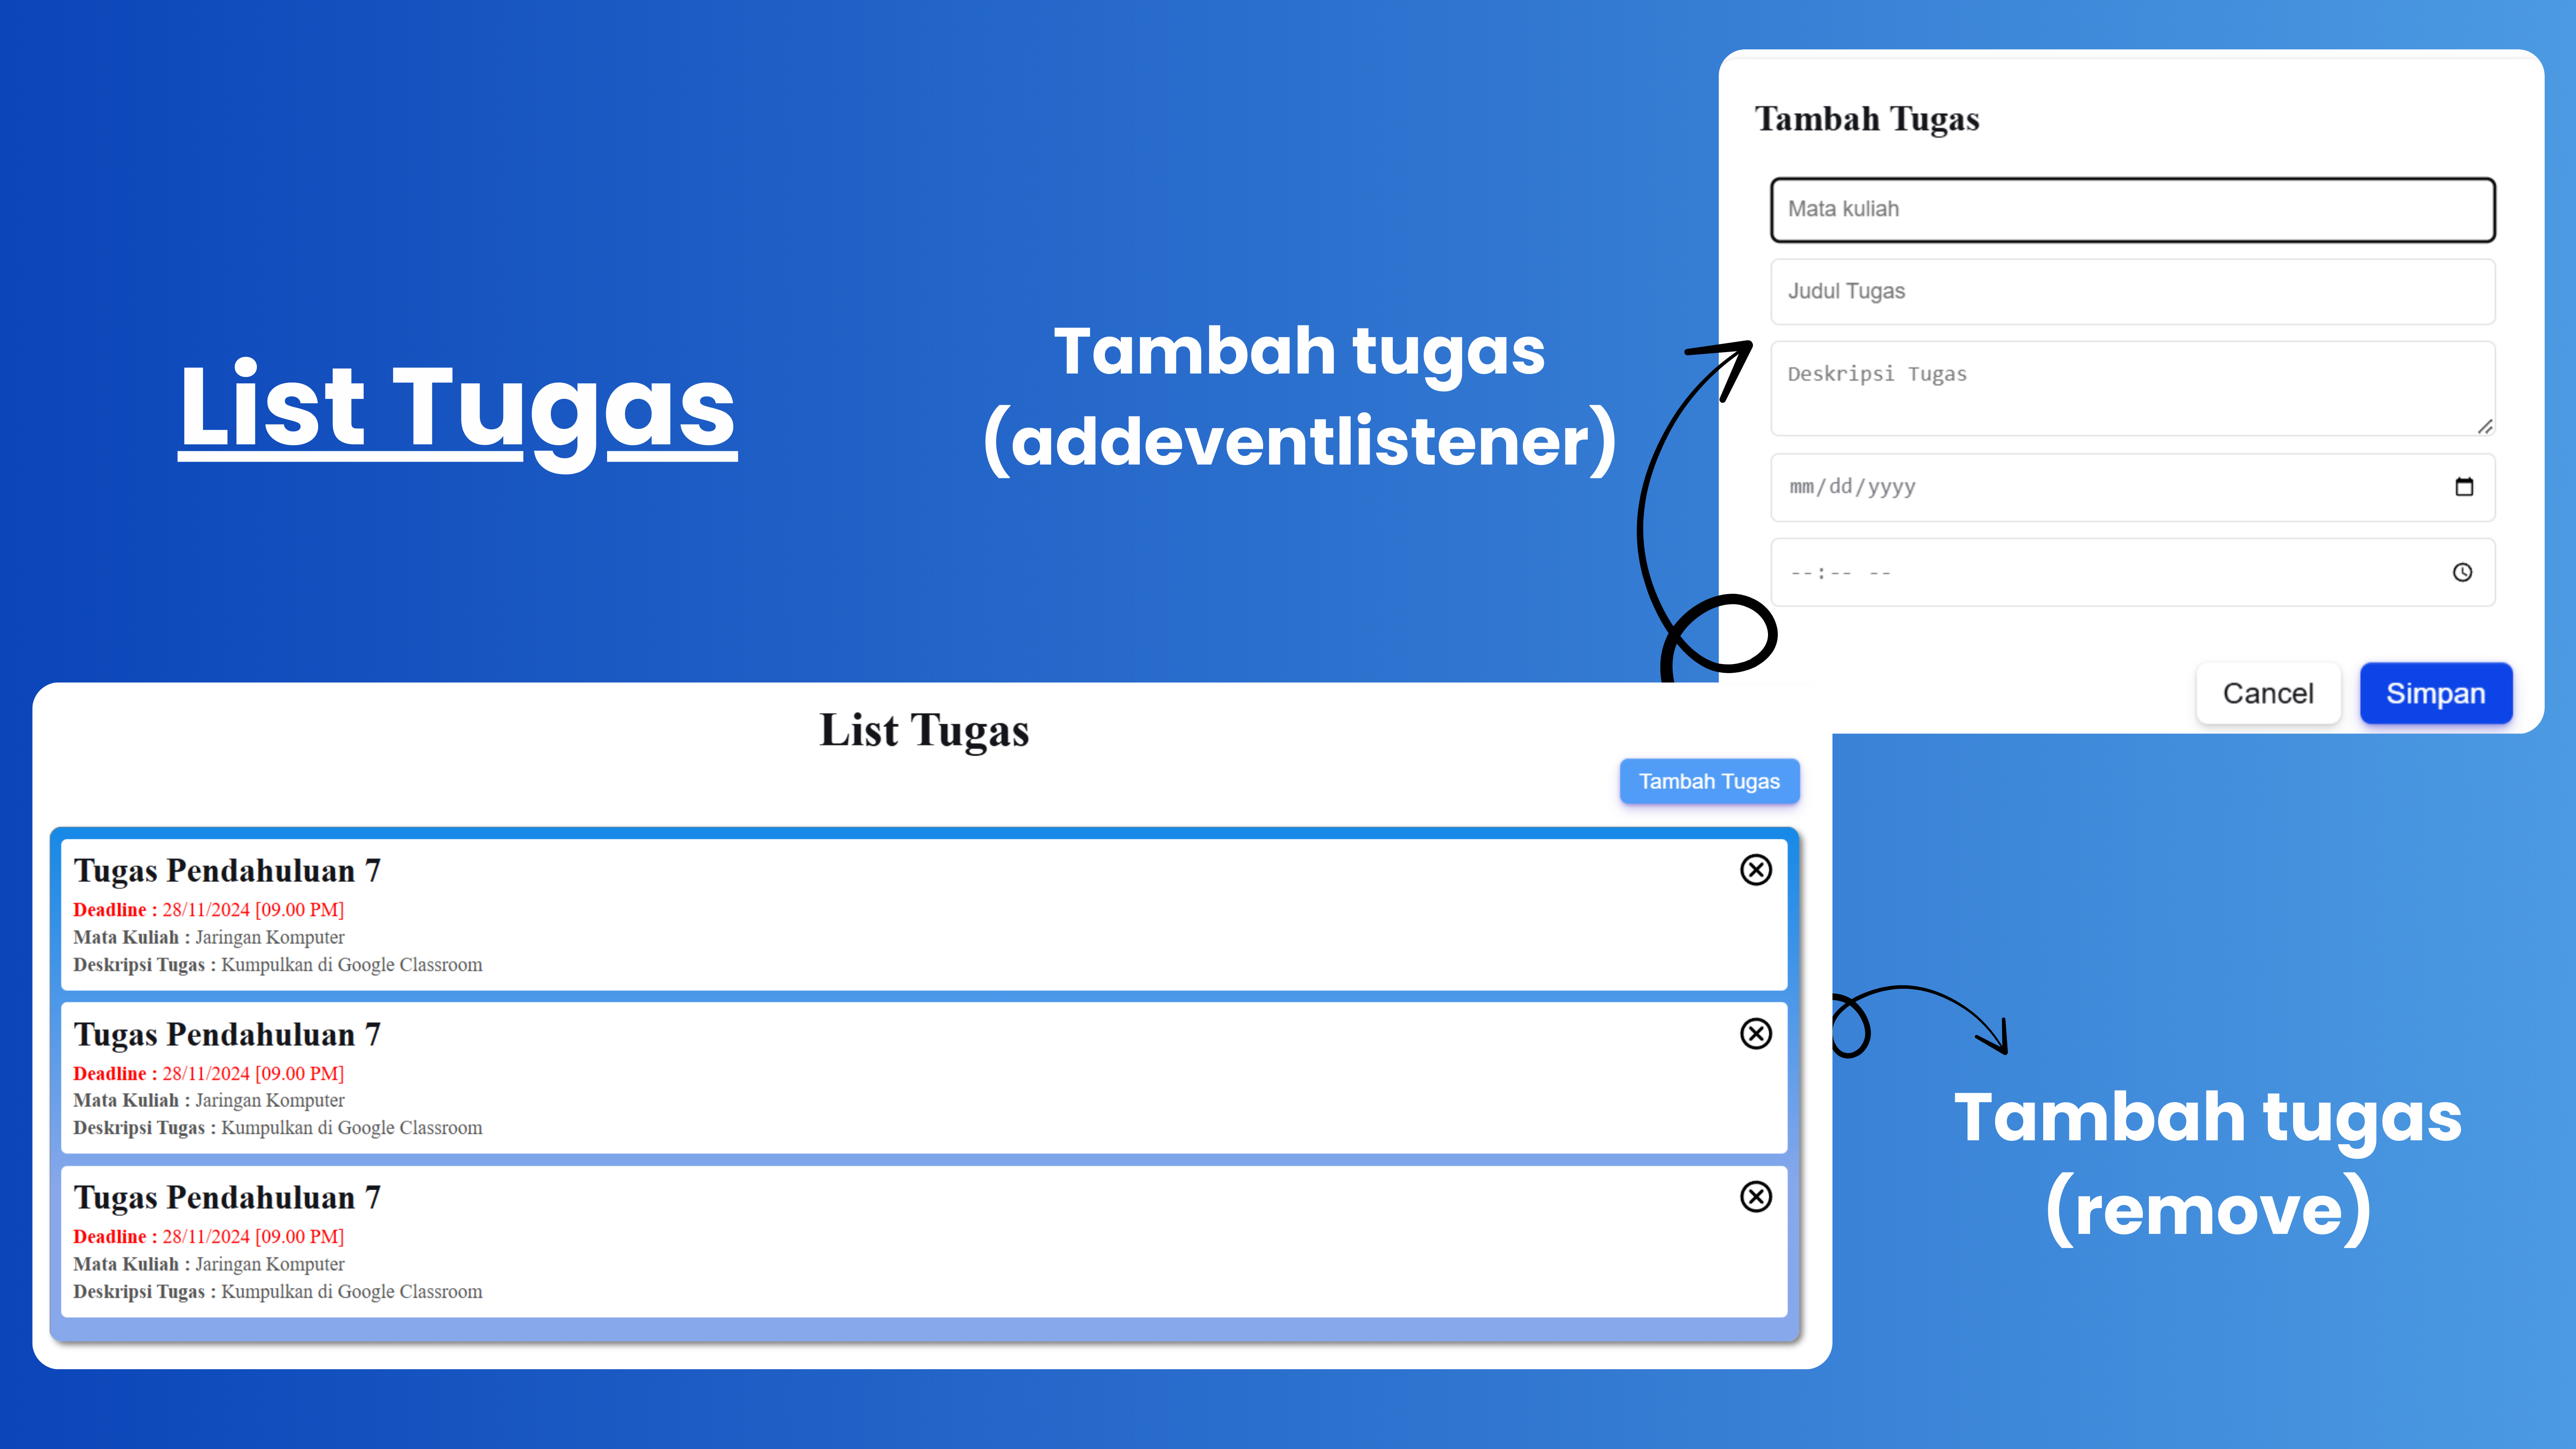 List Tugas
Tambah tugas
(addeventlistener)
Tambah Tugas
Mata kuliah
Judul Tugas
Deskripsi Tugas
mm/dd/yyyy
--:-- --
Cancel
Simpan
List Tugas
Tambah Tugas
Tugas Pendahuluan 7
Deadline : 28/11/2024 [09.00 PM]
Mata Kuliah : Jaringan Komputer
Deskripsi Tugas : Kumpulkan di Google Classroom
Tugas Pendahuluan 7
Deadline : 28/11/2024 [09.00 PM]
Mata Kuliah : Jaringan Komputer
Deskripsi Tugas : Kumpulkan di Google Classroom
Tugas Pendahuluan 7
Deadline : 28/11/2024 [09.00 PM]
Mata Kuliah : Jaringan Komputer
Deskripsi Tugas : Kumpulkan di Google Classroom
Tambah tugas
(remove)